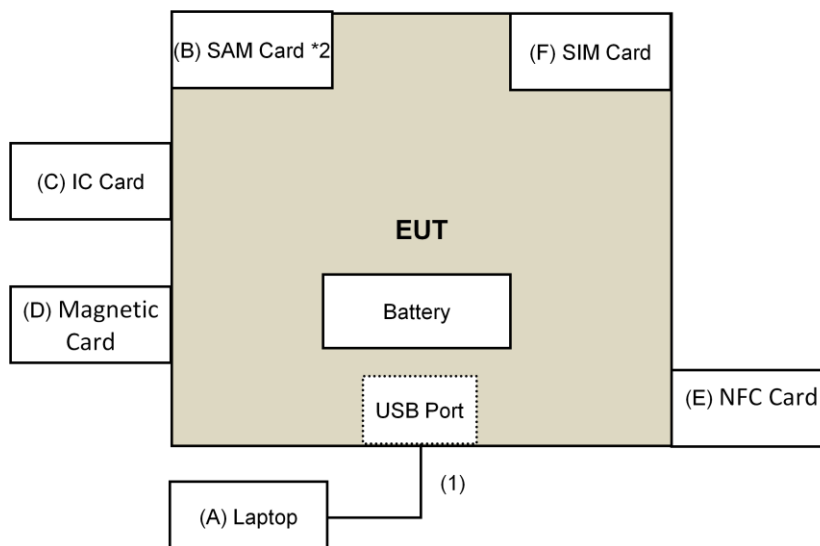 (B) SAM Card *2
(F) SIM Card
(C) IC Card
EUT
(D) Magnetic
Card
Battery
USB Port
(E) NFC Card
(1)
(A) Laptop